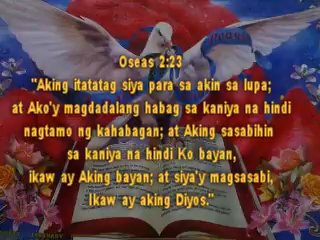 Oseas 2:23
"Aking itatatag siya para sa akin sa lupa;
at Ako'y magdadalang habag sa kaniya na hindi
nagtamo ng kahabagan; at Aking sasabihin
sa kaniya na hindi Ko bayan,
ikaw ay Aking bayan; at siya'y magsasabi,
Ikaw ay aking Diyos."